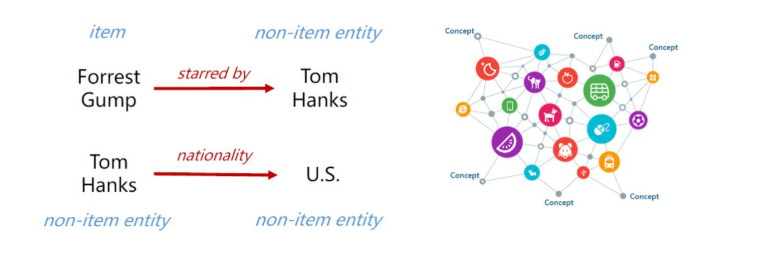 item
non-item entity
Forrest
Gump
starred by
Tom
Hanks
Tom
Hanks
nationality
U.S.
non-item entity
non-item entity
Concept
Concept
Concept
Concept
Concept
Concept